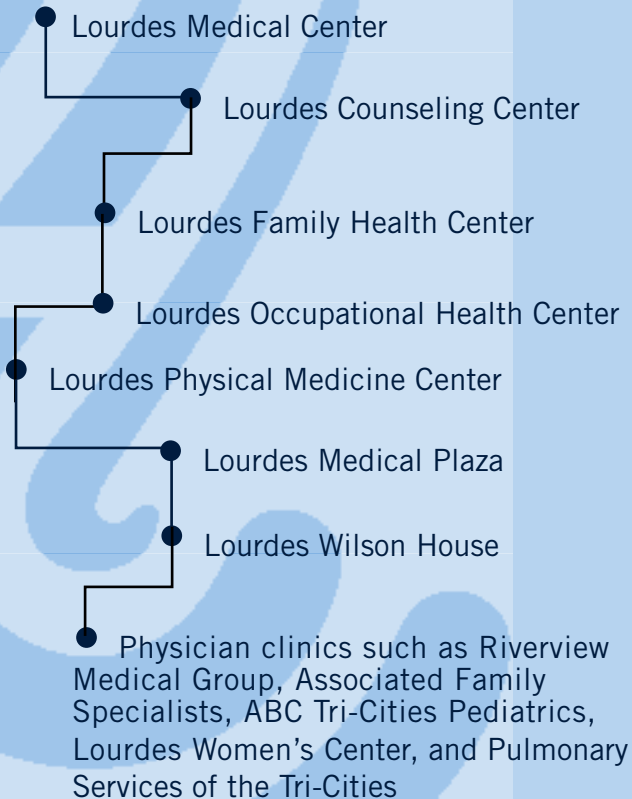 Lourdes Medical Center
Lourdes Counseling Center
Lourdes Family Health Center
Lourdes Occupational Health Center
Lourdes Physical Medicine Center
Lourdes Medical Plaza
Lourdes Wilson House
Physician clinics such as Riverview
Medical Group, Associated Family
Specialists, ABC Tri-Cities Pediatrics,
Lourdes Women’s Center, and Pulmonary
Services of the Tri-Cities